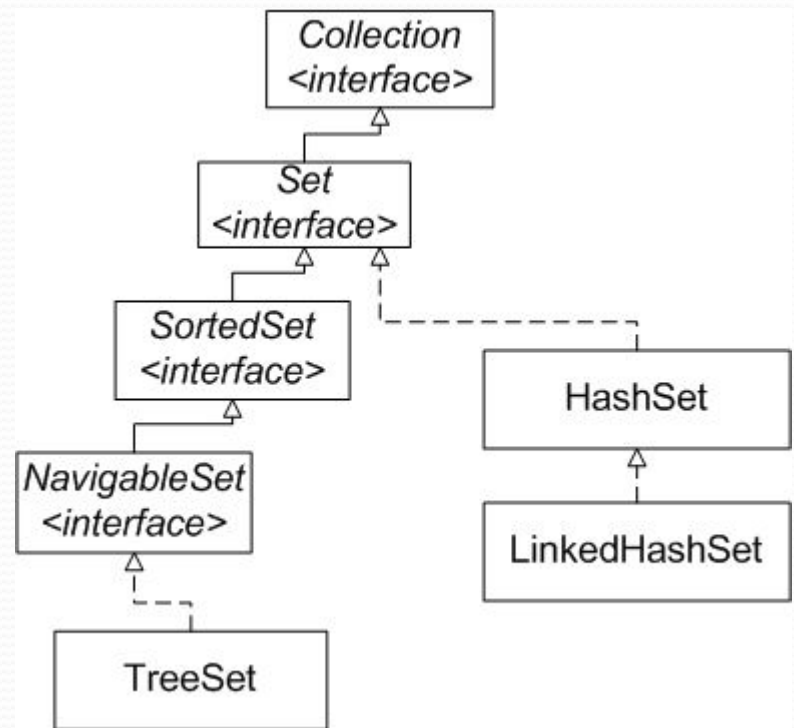 Collection
<interface>
Set
<interface>
SortedSet
<interface>
HashSet
NavigableSet
<interface>
LinkedHashSet
TreeSet